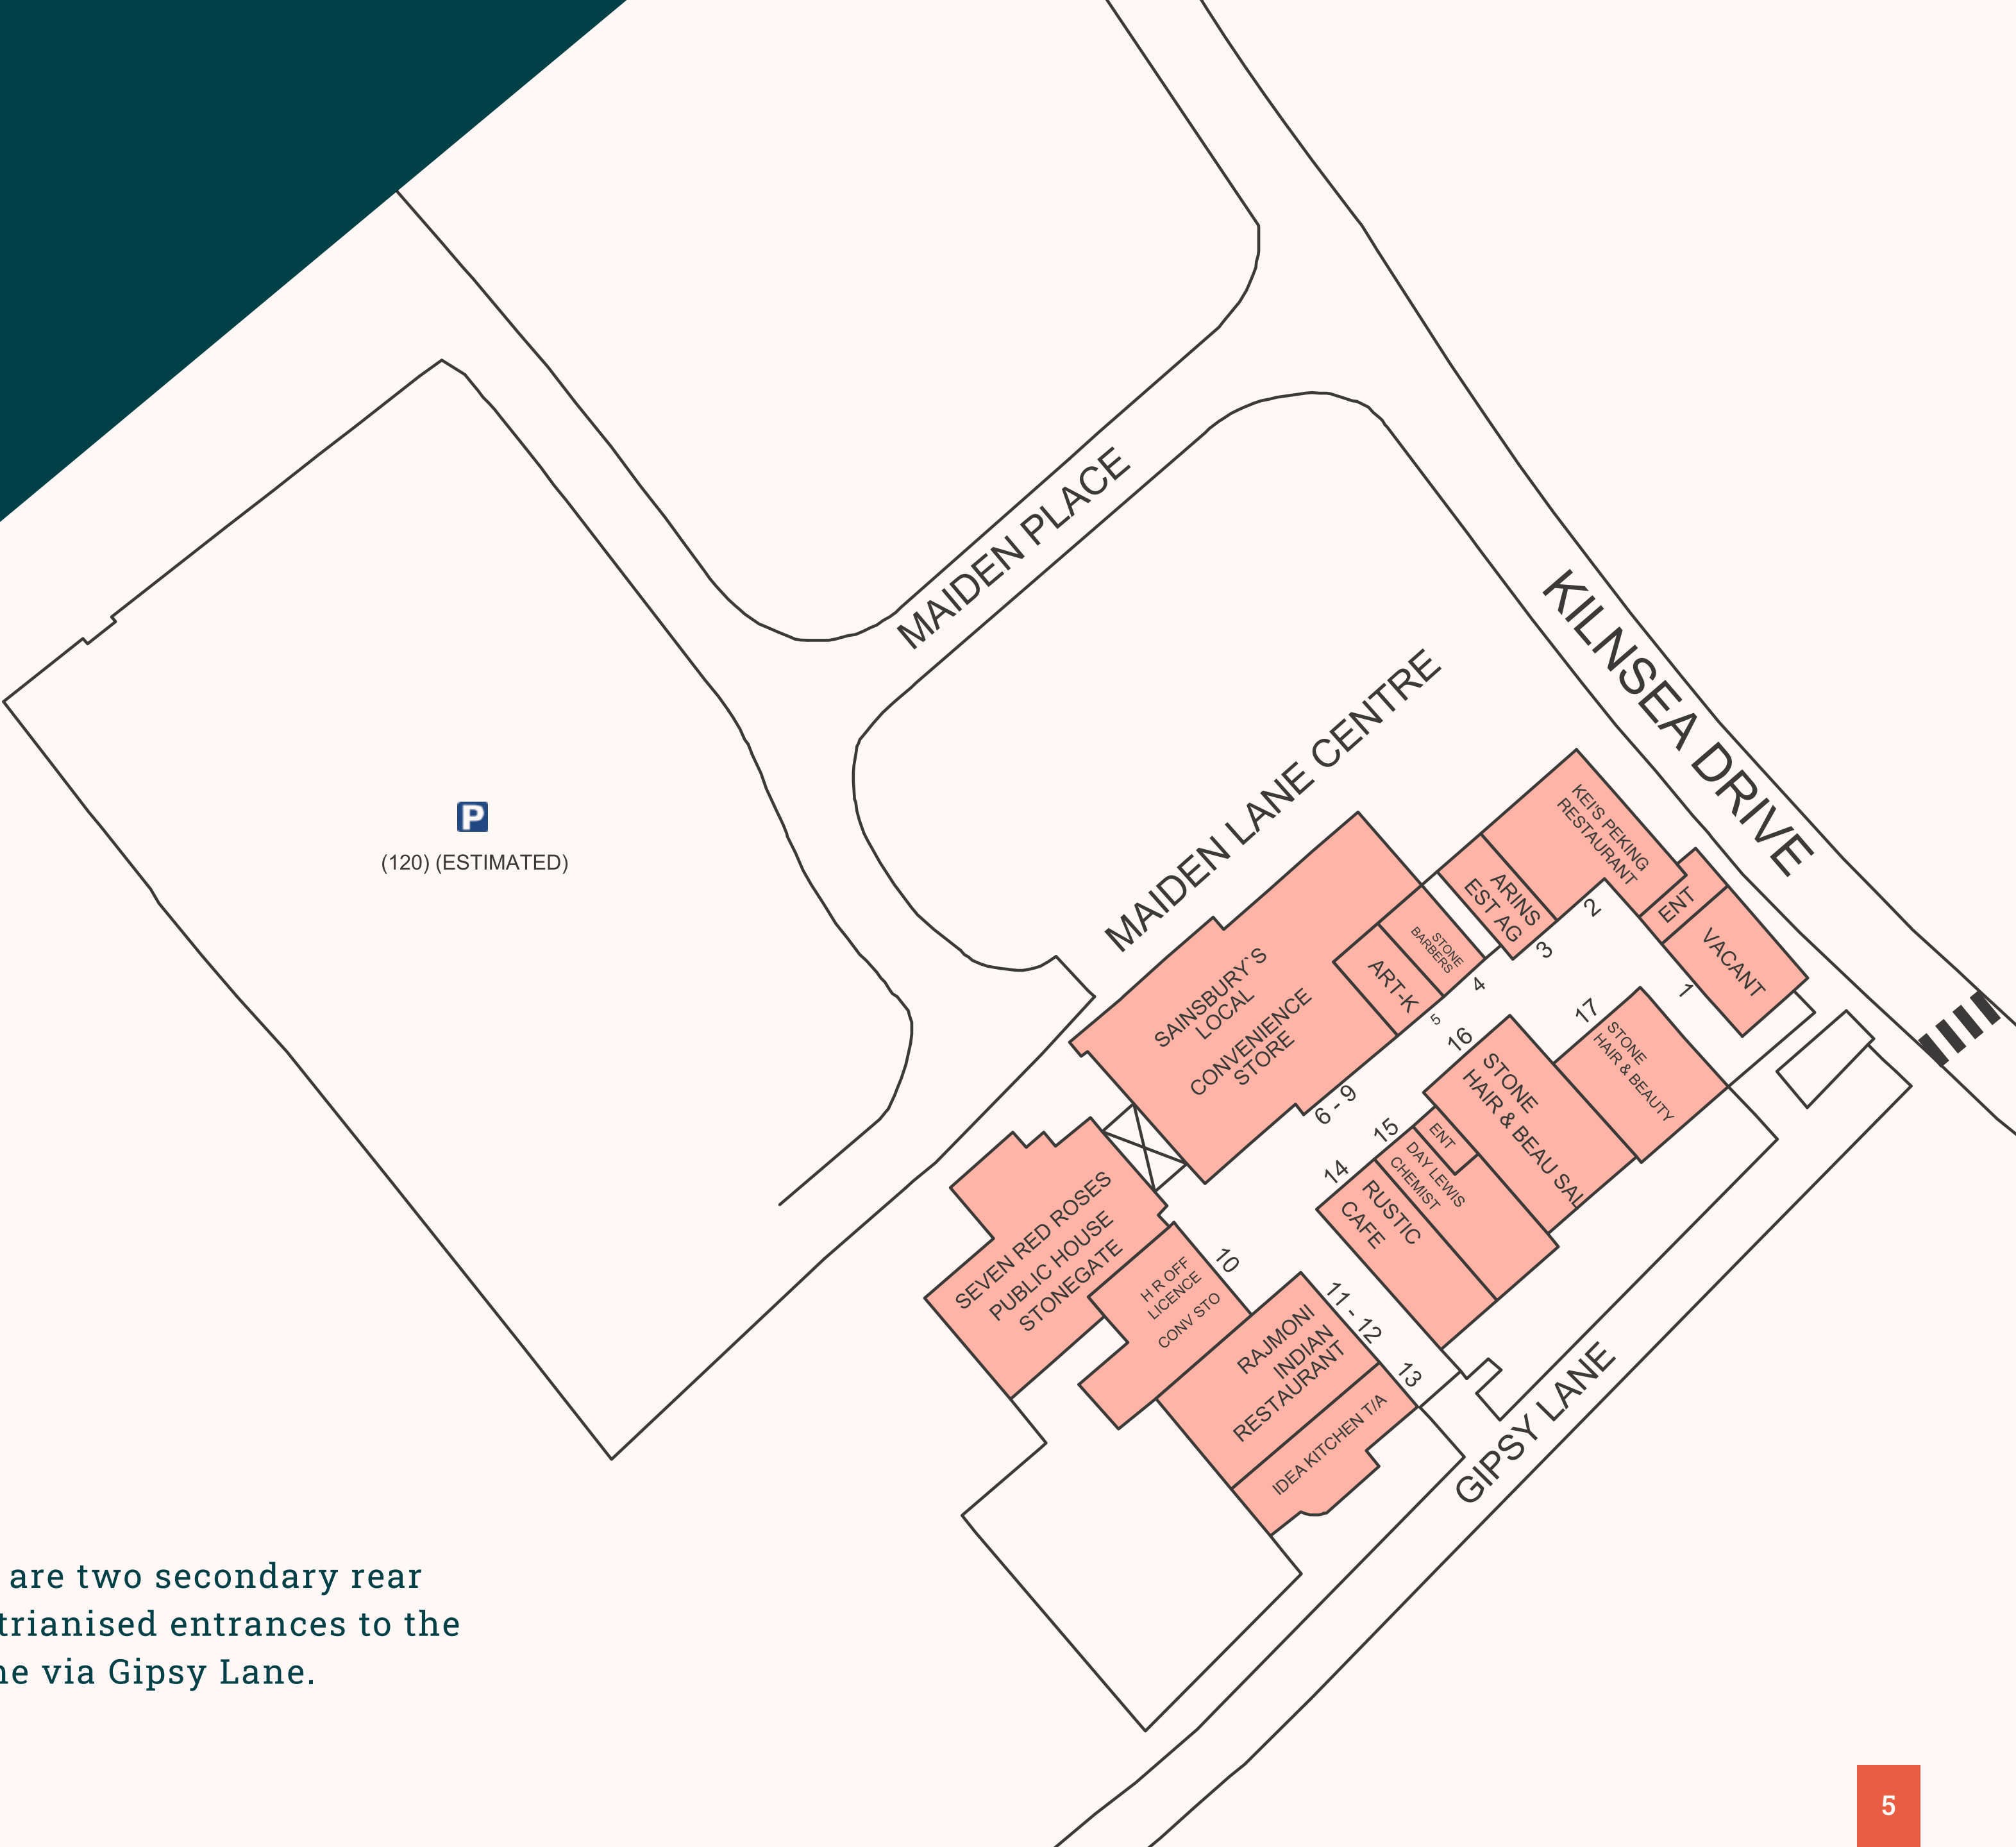 MAIDEN PLACE
KILNSEA DRIVE
MAIDEN LANE CENTRE
P
(120) (ESTIMATED)
KEI'S PEKING
RESTAURANT
2
ARINS
EST AG
3
ENT
VACANT
1
STONE
BARBERS
4
ART-K
5
SAINSBURY`S
LOCAL
CONVENIENCE
STORE
6 - 9
17
STONE
HAIR & BEAUTY
16
STONE
HAIR & BEAU SAL
15
ENT
DAY LEWIS
CHEMIST
14
RUSTIC
CAFE
SEVEN RED ROSES
PUBLIC HOUSE
STONEGATE
10
H R OFF
LICENCE
CONV STO
11 - 12
RAJMONI
INDIAN
RESTAURANT
13
IDEA KITCHEN T/A
GIPSY LANE
are two secondary rear
trianised entrances to the
ne via Gipsy Lane.
5